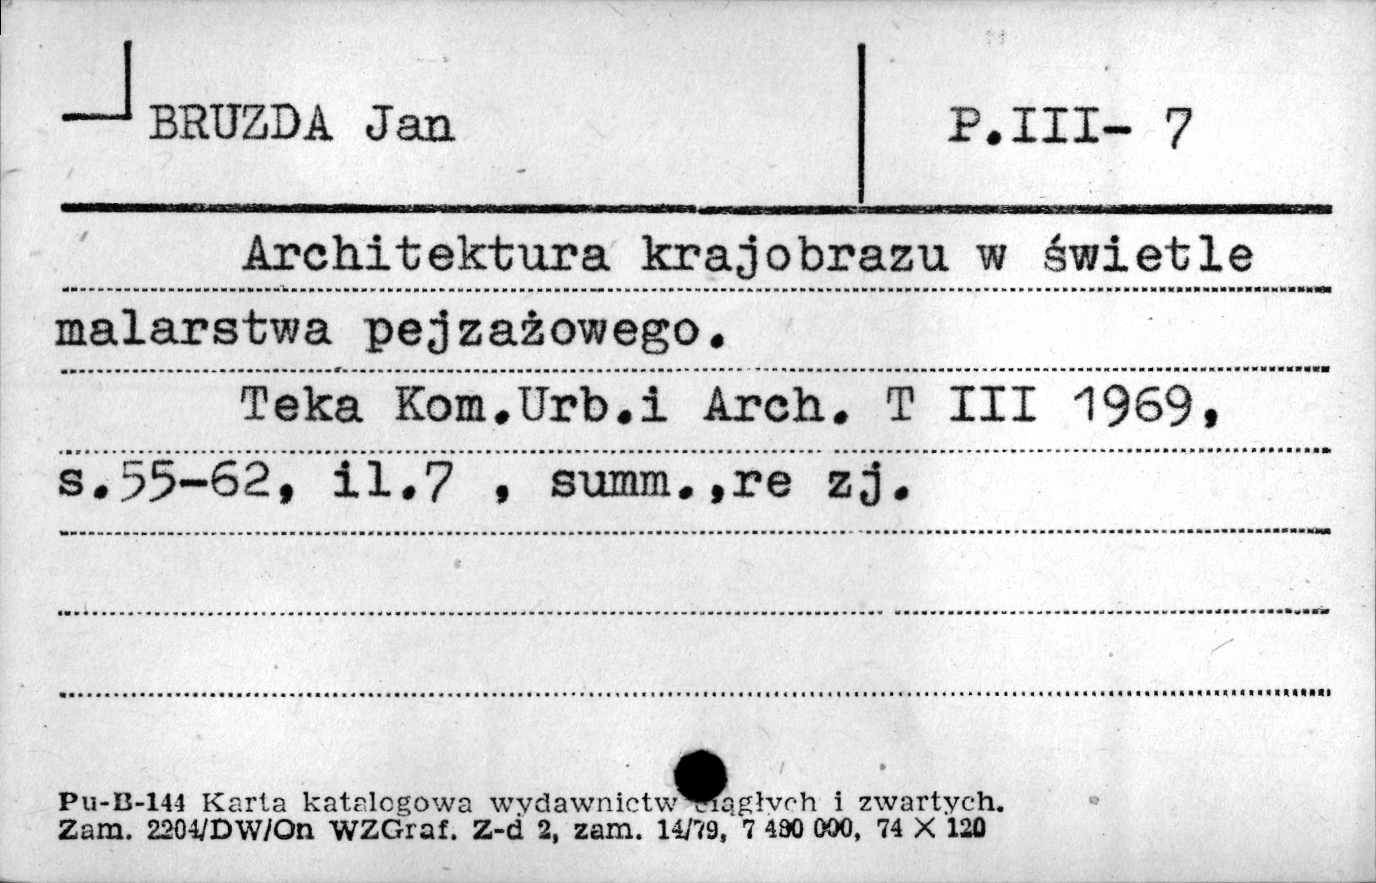 BRUZDA Jan P.III- 7
Architektura krajobrazu w świetle
malarstwa pejzażowego.
Teka Kom.Urb.i Arch. T III 1969,
s.55-62, il.7 , summ.,re zj.
Pu-B-144 Karta katalogowa wydawnictw ciągłych i zwartych.
Zam. 2204/DW/On WZGraf. Z-d 2, zam. 14/79, 7 480 000, 74 X 120